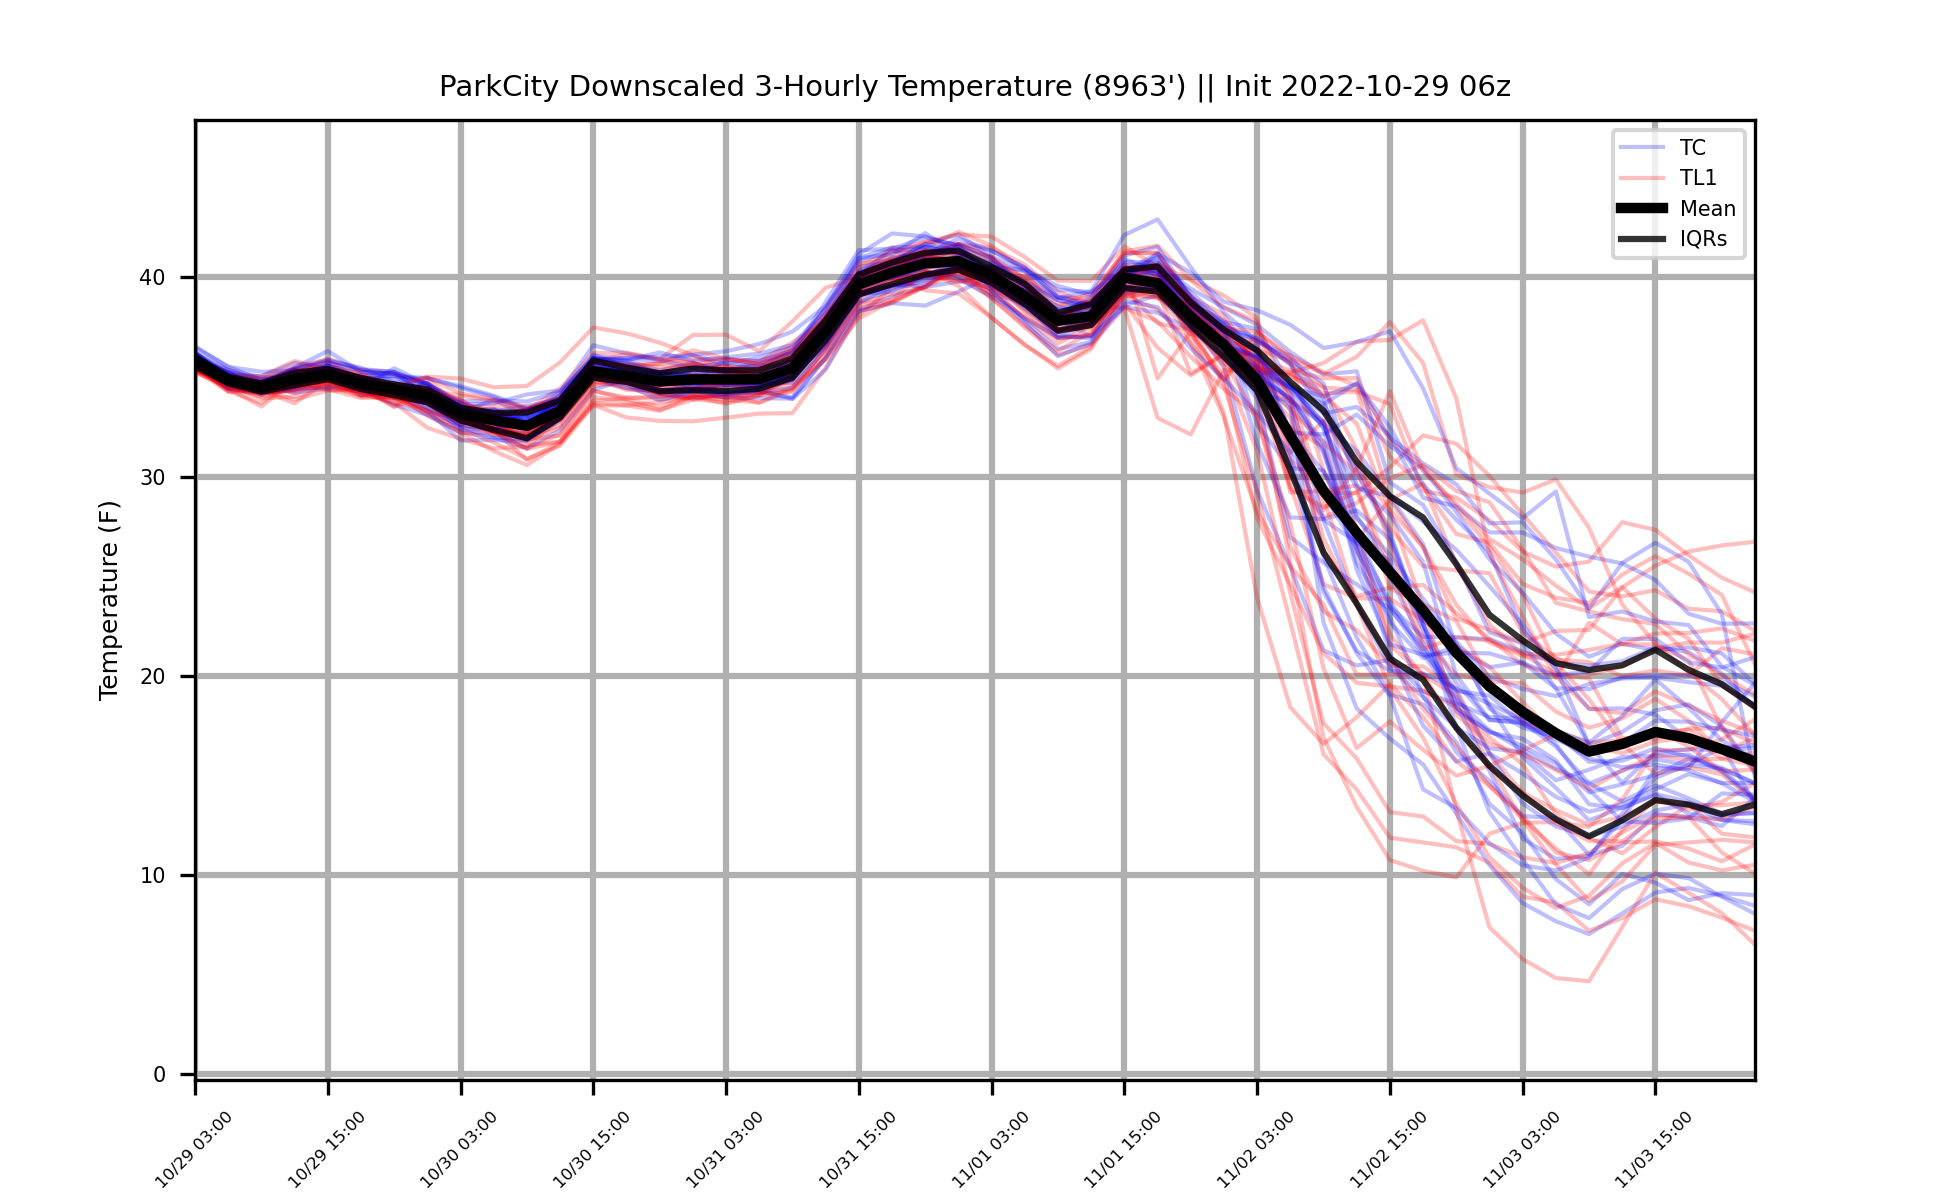 ParkCity Downscaled 3-Hourly Temperature (8963') || Init 2022-10-29 06z
TC
TL1
Mean
IQRs
Temperature (F)
40
30
20
10
0
10/29 03:00
10/29 15:00
10/30 03:00
10/30 15:00
10/31 03:00
10/31 15:00
11/01 03:00
11/01 15:00
11/02 03:00
11/02 15:00
11/03 03:00
11/03 15:00